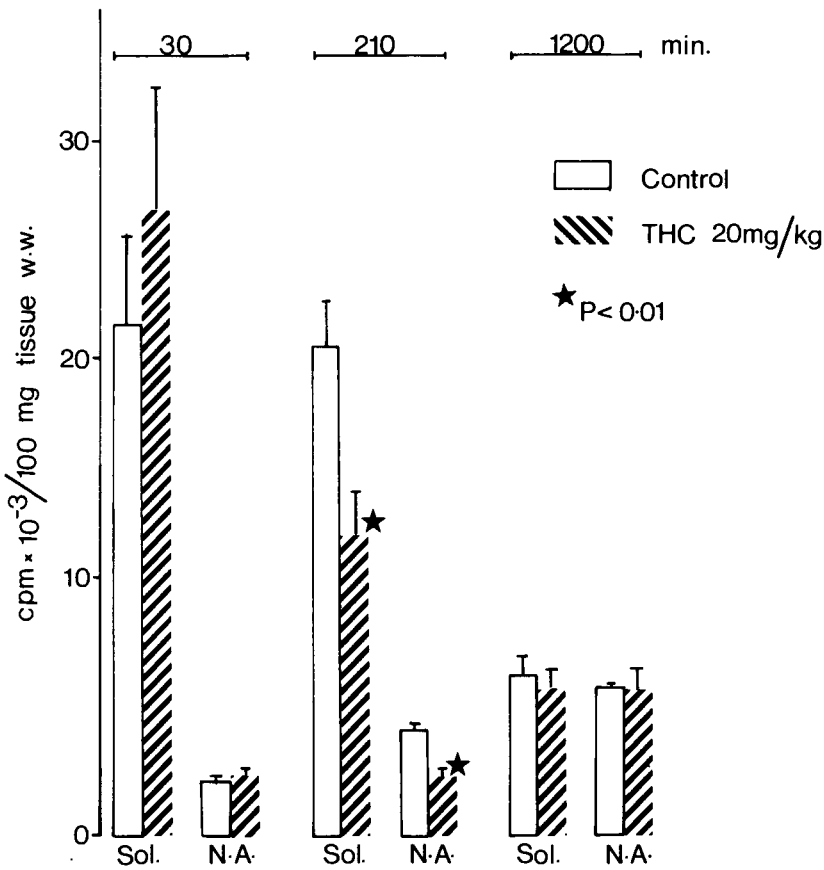 30 210 1200 min.
30
20
10
0
cpm × 10⁻³/100 mg tissue w.w.
Control
THC 20mg/kg
★ P< 0·01
★
★
Sol. N·A· Sol. N·A· Sol. N·A·